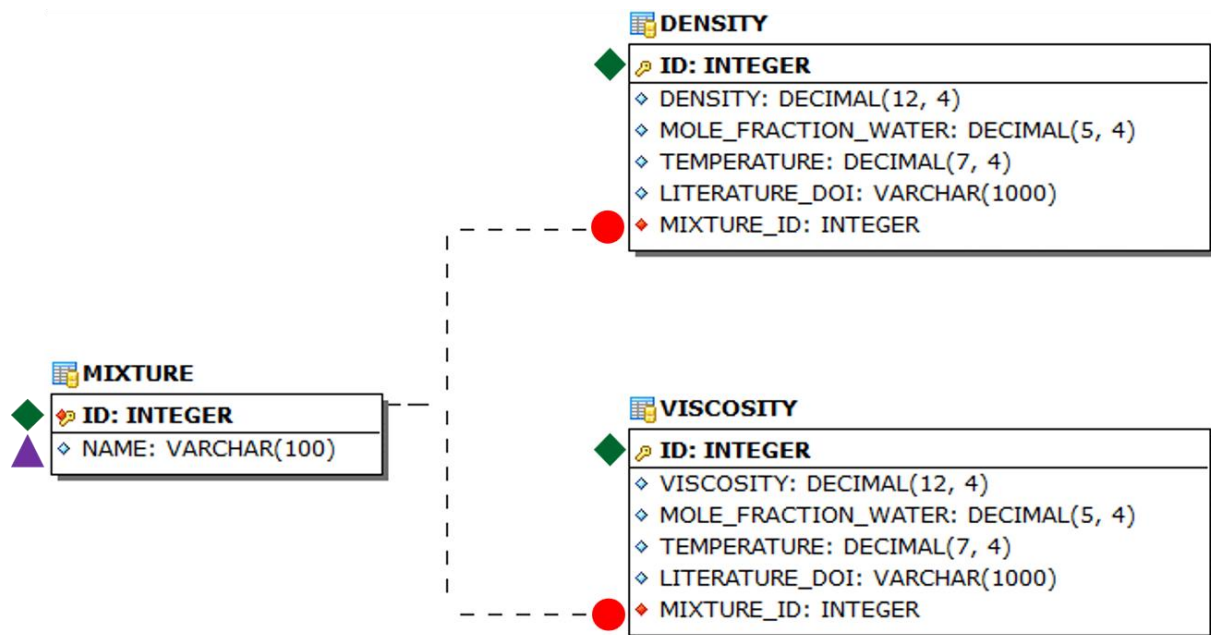 DENSITY
ID: INTEGER
DENSITY: DECIMAL(12, 4)
MOLE_FRACTION_WATER: DECIMAL(5, 4)
TEMPERATURE: DECIMAL(7, 4)
LITERATURE_DOI: VARCHAR(1000)
MIXTURE_ID: INTEGER
MIXTURE
ID: INTEGER
NAME: VARCHAR(100)
VISCOSITY
ID: INTEGER
VISCOSITY: DECIMAL(12, 4)
MOLE_FRACTION_WATER: DECIMAL(5, 4)
TEMPERATURE: DECIMAL(7, 4)
LITERATURE_DOI: VARCHAR(1000)
MIXTURE_ID: INTEGER